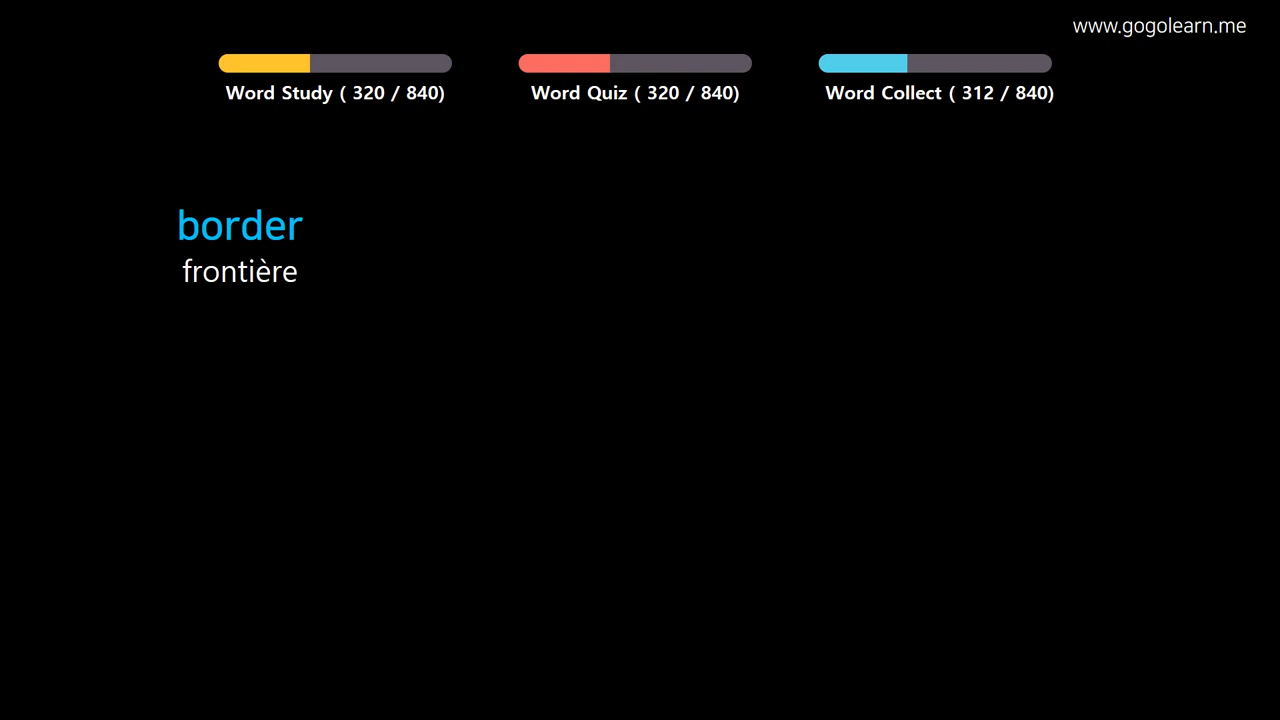 www.gogolearn.me
Word Study ( 320 / 840)
Word Quiz ( 320 / 840)
Word Collect ( 312 / 840)
border
frontière